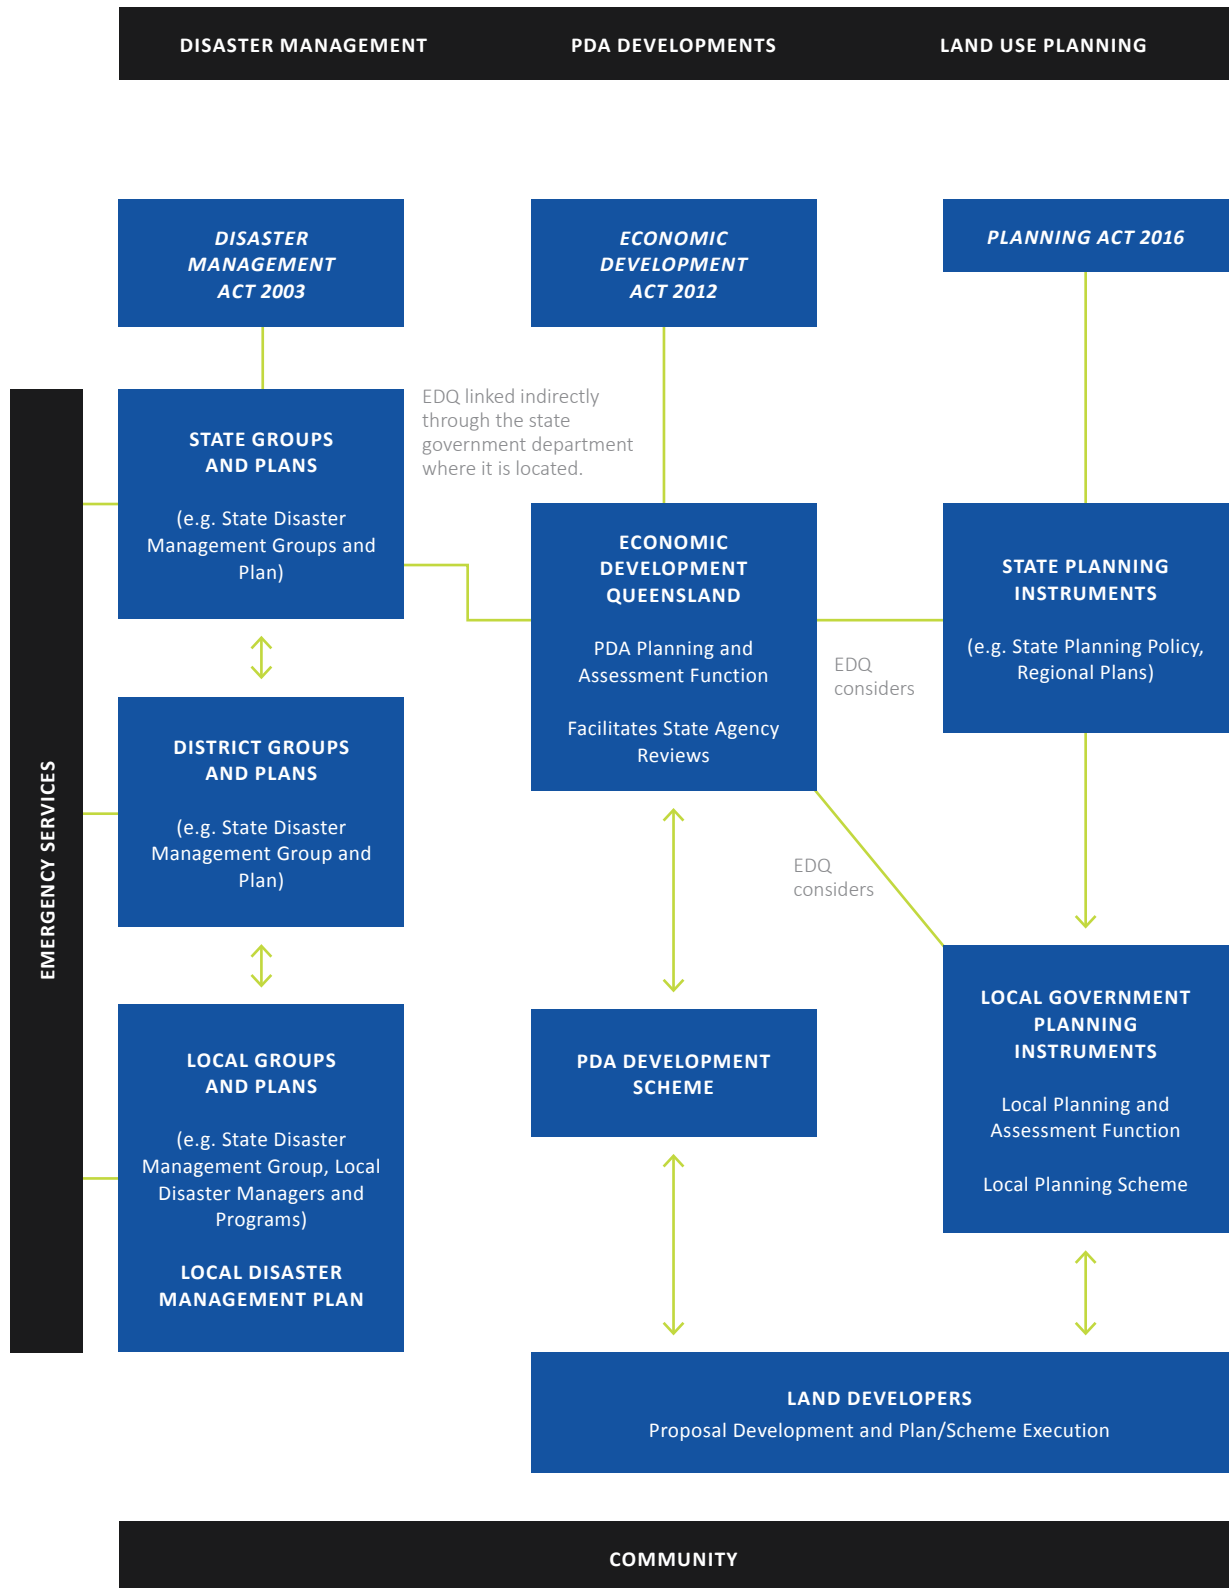 DISASTER MANAGEMENT
PDA DEVELOPMENTS
LAND USE PLANNING
DISASTER
MANAGEMENT
ACT 2003
ECONOMIC
DEVELOPMENT
ACT 2012
PLANNING ACT 2016
EMERGENCY SERVICES
STATE GROUPS
AND PLANS
(e.g. State Disaster
Management Groups and
Plan)
EDQ linked indirectly
through the state
government department
where it is located.
ECONOMIC
DEVELOPMENT
QUEENSLAND
PDA Planning and
Assessment Function
Facilitates State Agency
Reviews
EDQ
considers
STATE PLANNING
INSTRUMENTS
(e.g. State Planning Policy,
Regional Plans)
DISTRICT GROUPS
AND PLANS
(e.g. State Disaster
Management Group and
Plan)
EDQ
considers
LOCAL GROUPS
AND PLANS
(e.g. State Disaster
Management Group, Local
Disaster Managers and
Programs)
LOCAL DISASTER
MANAGEMENT PLAN
PDA DEVELOPMENT
SCHEME
LOCAL GOVERNMENT
PLANNING
INSTRUMENTS
Local Planning and
Assessment Function
Local Planning Scheme
LAND DEVELOPERS
Proposal Development and Plan/Scheme Execution
COMMUNITY